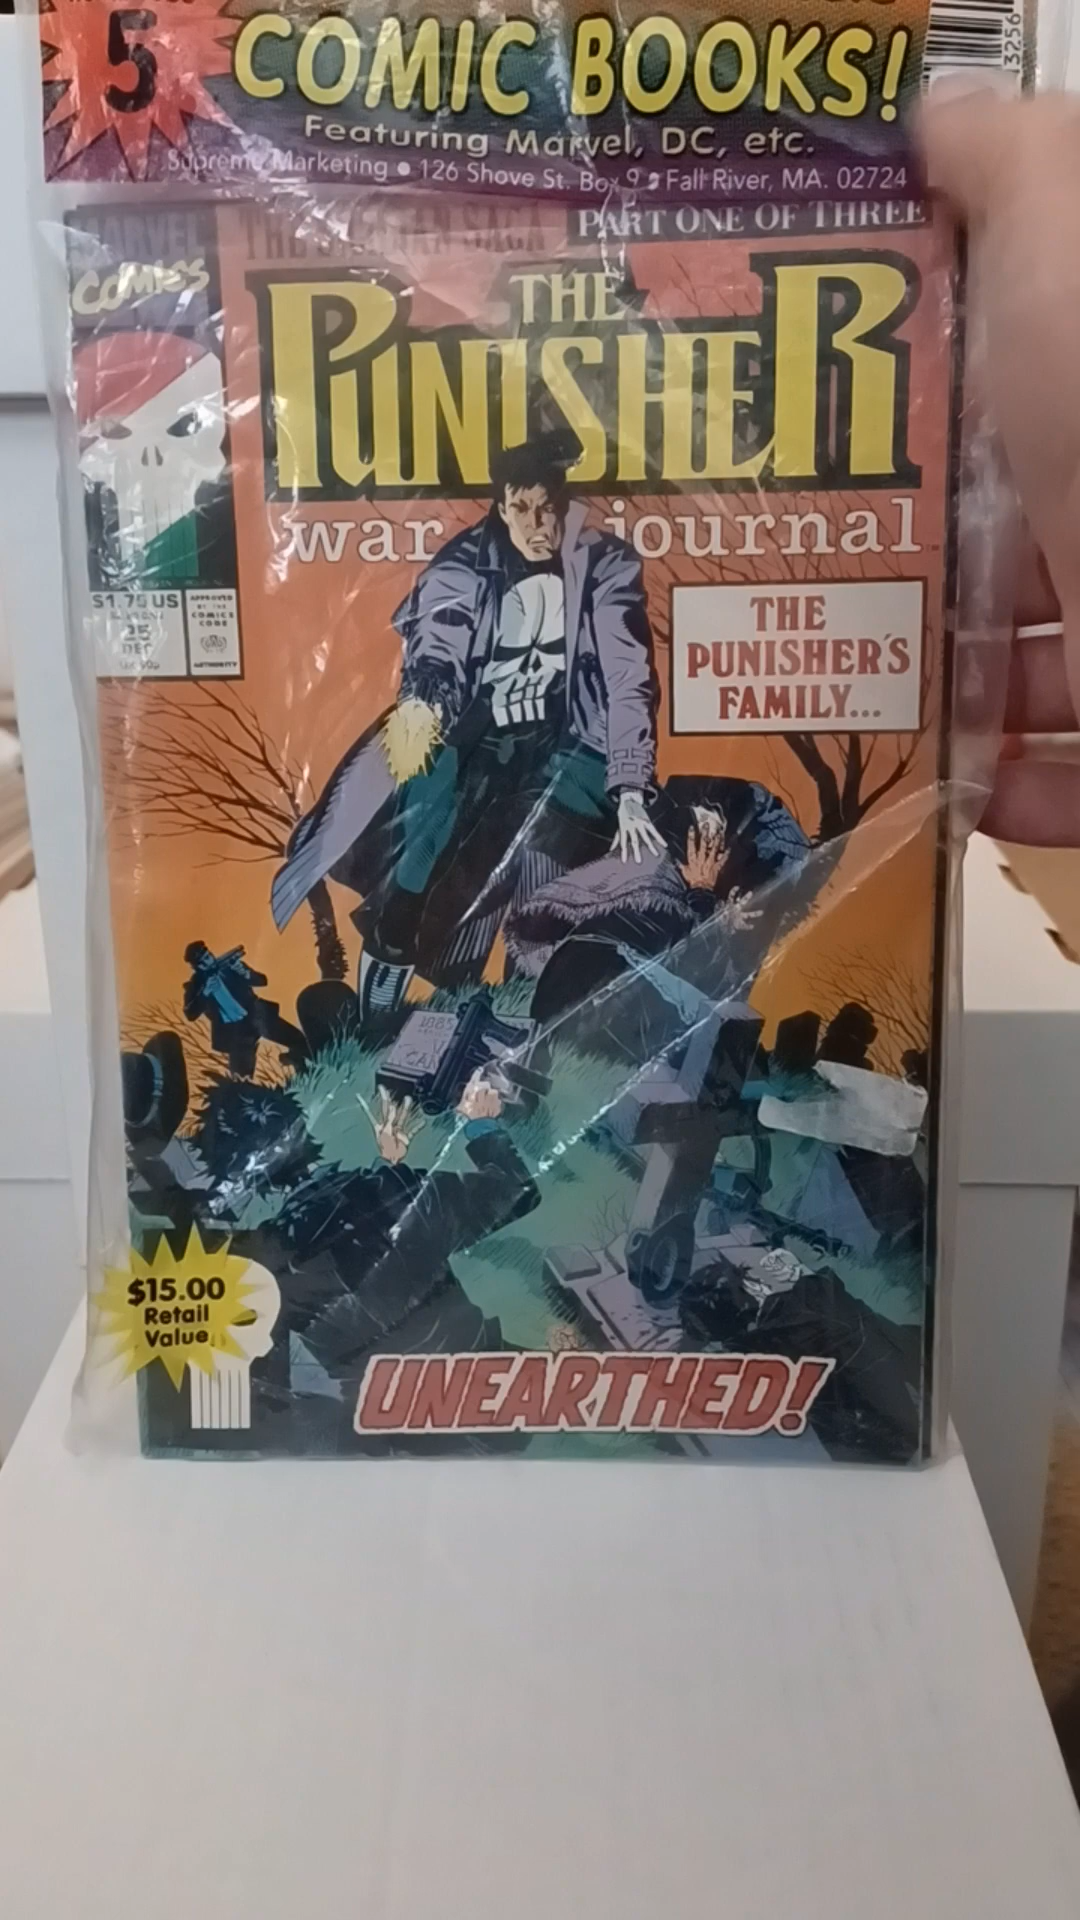 5
COMIC BOOKS!
Featuring Marvel, DC, etc.
Supreme Marketing • 126 Shove St. Box 9 • Fall River, MA. 02724
3256
MARVEL
COMICS
SAGA
PART ONE OF THREE
THE
PUNISHER
war journal
$1.75 US
25
DEC
APPROVED
BY THE
COMICS
CODE
AUTHORITY
THE
PUNISHER'S
FAMILY...
1885
$15.00
Retail
Value
UNEARTHED!